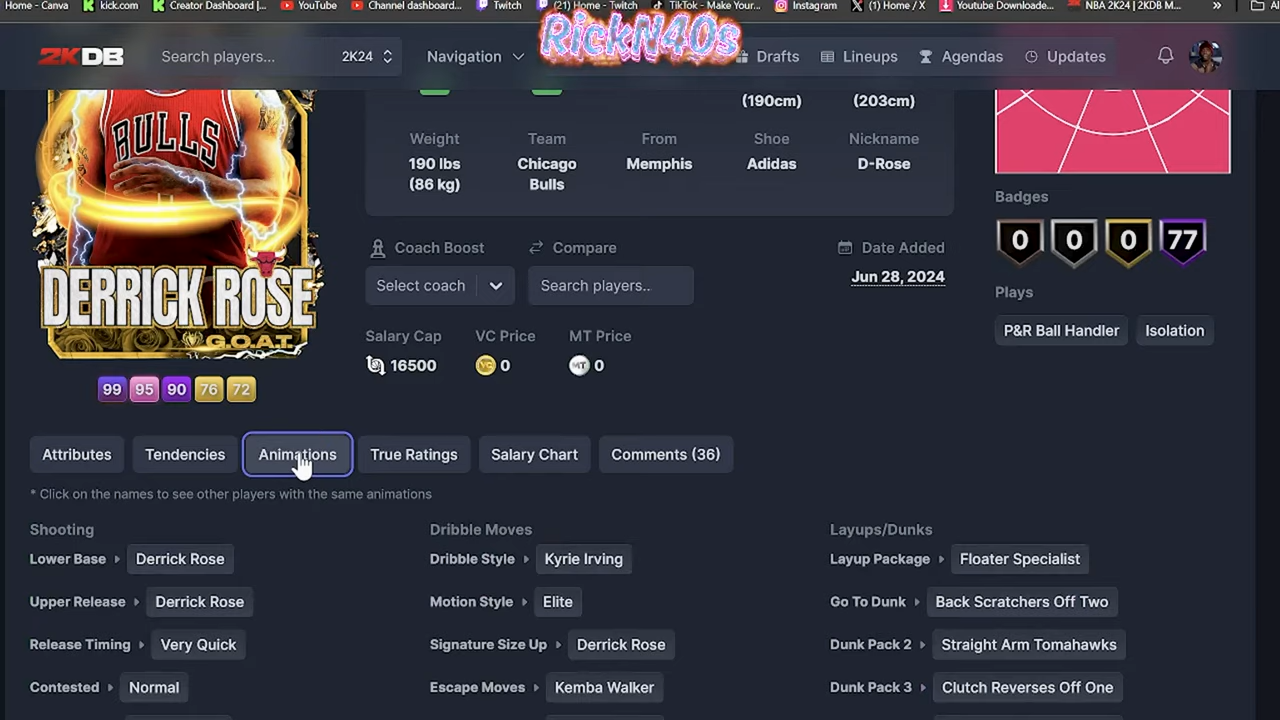 Home - Canva kick.com Creator Dashboard |... YouTube Channel dashboard... Twitch (21) Home - Twitch TikTok - Make Your... Instagram (1) Home / X Youtube Downloade... NBA 2K24 | 2KDB M... »
RickN40s
2KDB Search players... 2K24 Navigation Drafts Lineups Agendas Updates
BULLS
DERRICK ROSE
G.O.A.T.
99 95 90 76 72
(190cm) (203cm)
Weight Team From Shoe Nickname
190 lbs Chicago Memphis Adidas D-Rose
(86 kg) Bulls
Coach Boost Compare Date Added
Select coach Search players.. Jun 28, 2024
Salary Cap VC Price MT Price
16500 VC 0 MT 0
Badges
0 0 0 77
Plays
P&R Ball Handler Isolation
Attributes Tendencies Animations True Ratings Salary Chart Comments (36)
* Click on the names to see other players with the same animations
Shooting
Lower Base Derrick Rose
Upper Release Derrick Rose
Release Timing Very Quick
Contested Normal
Dribble Moves
Dribble Style Kyrie Irving
Motion Style Elite
Signature Size Up Derrick Rose
Escape Moves Kemba Walker
Layups/Dunks
Layup Package Floater Specialist
Go To Dunk Back Scratchers Off Two
Dunk Pack 2 Straight Arm Tomahawks
Dunk Pack 3 Clutch Reverses Off One